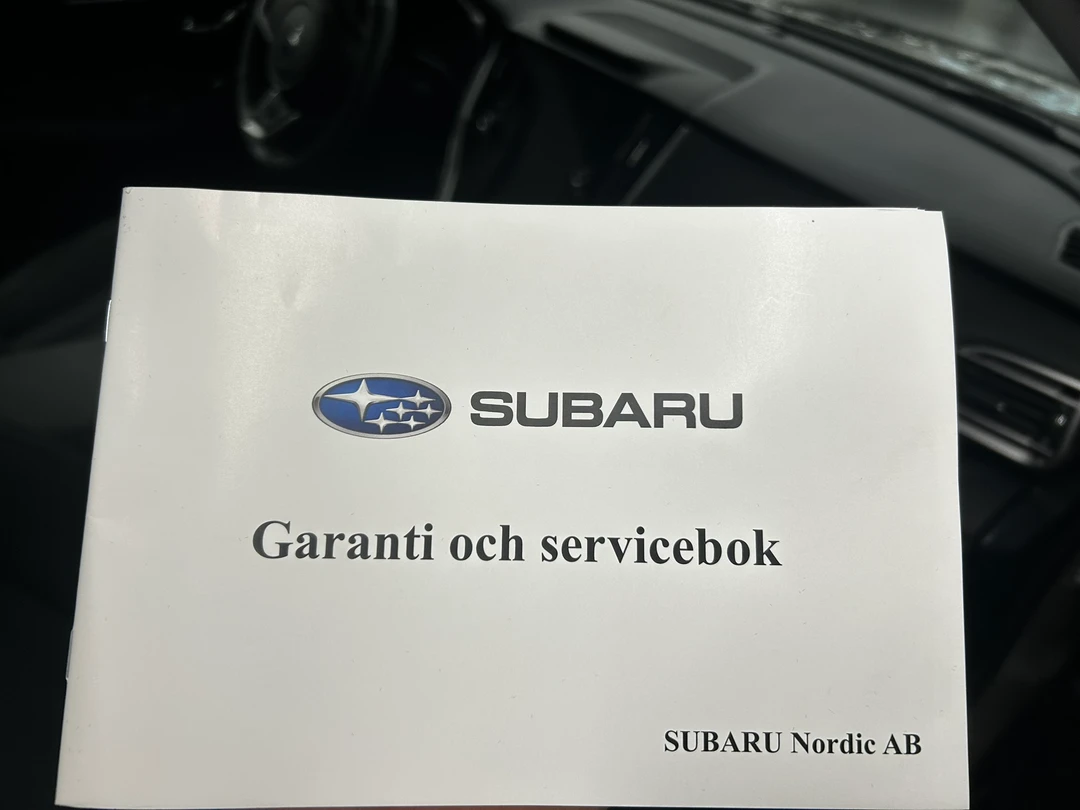 SUBARU
Garanti och servicebok
SUBARU Nordic AB